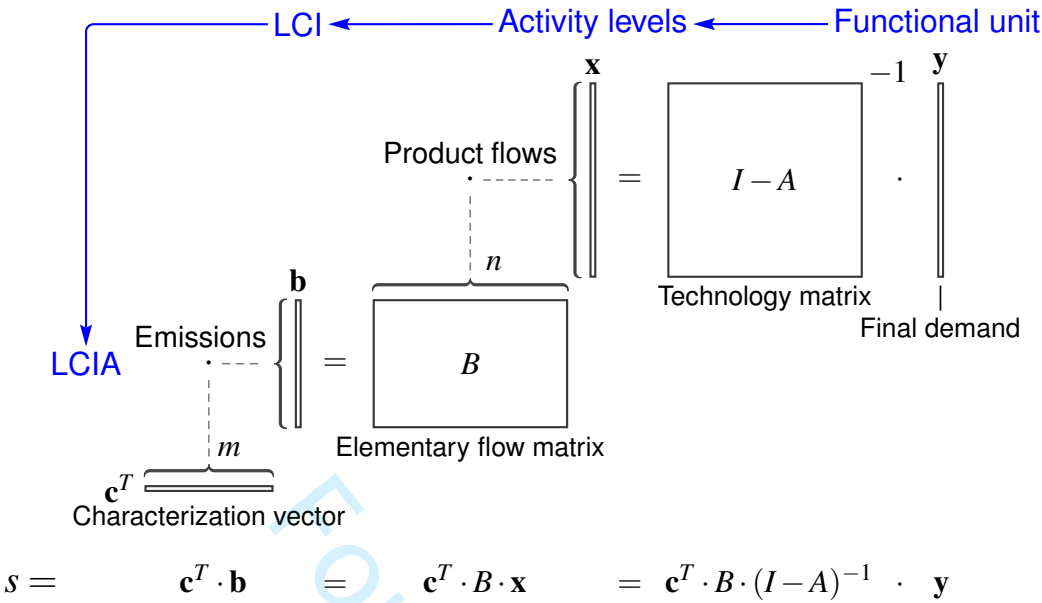 LCI Activity levels Functional unit
x −1 y
Product flows
= I − A ·
n
b
Technology matrix
Emissions
Final demand
LCIA
= B
m
Elementary flow matrix
c^T
Characterization vector
s = c^T · b = c^T · B · x = c^T · B · (I − A)^−1 · y